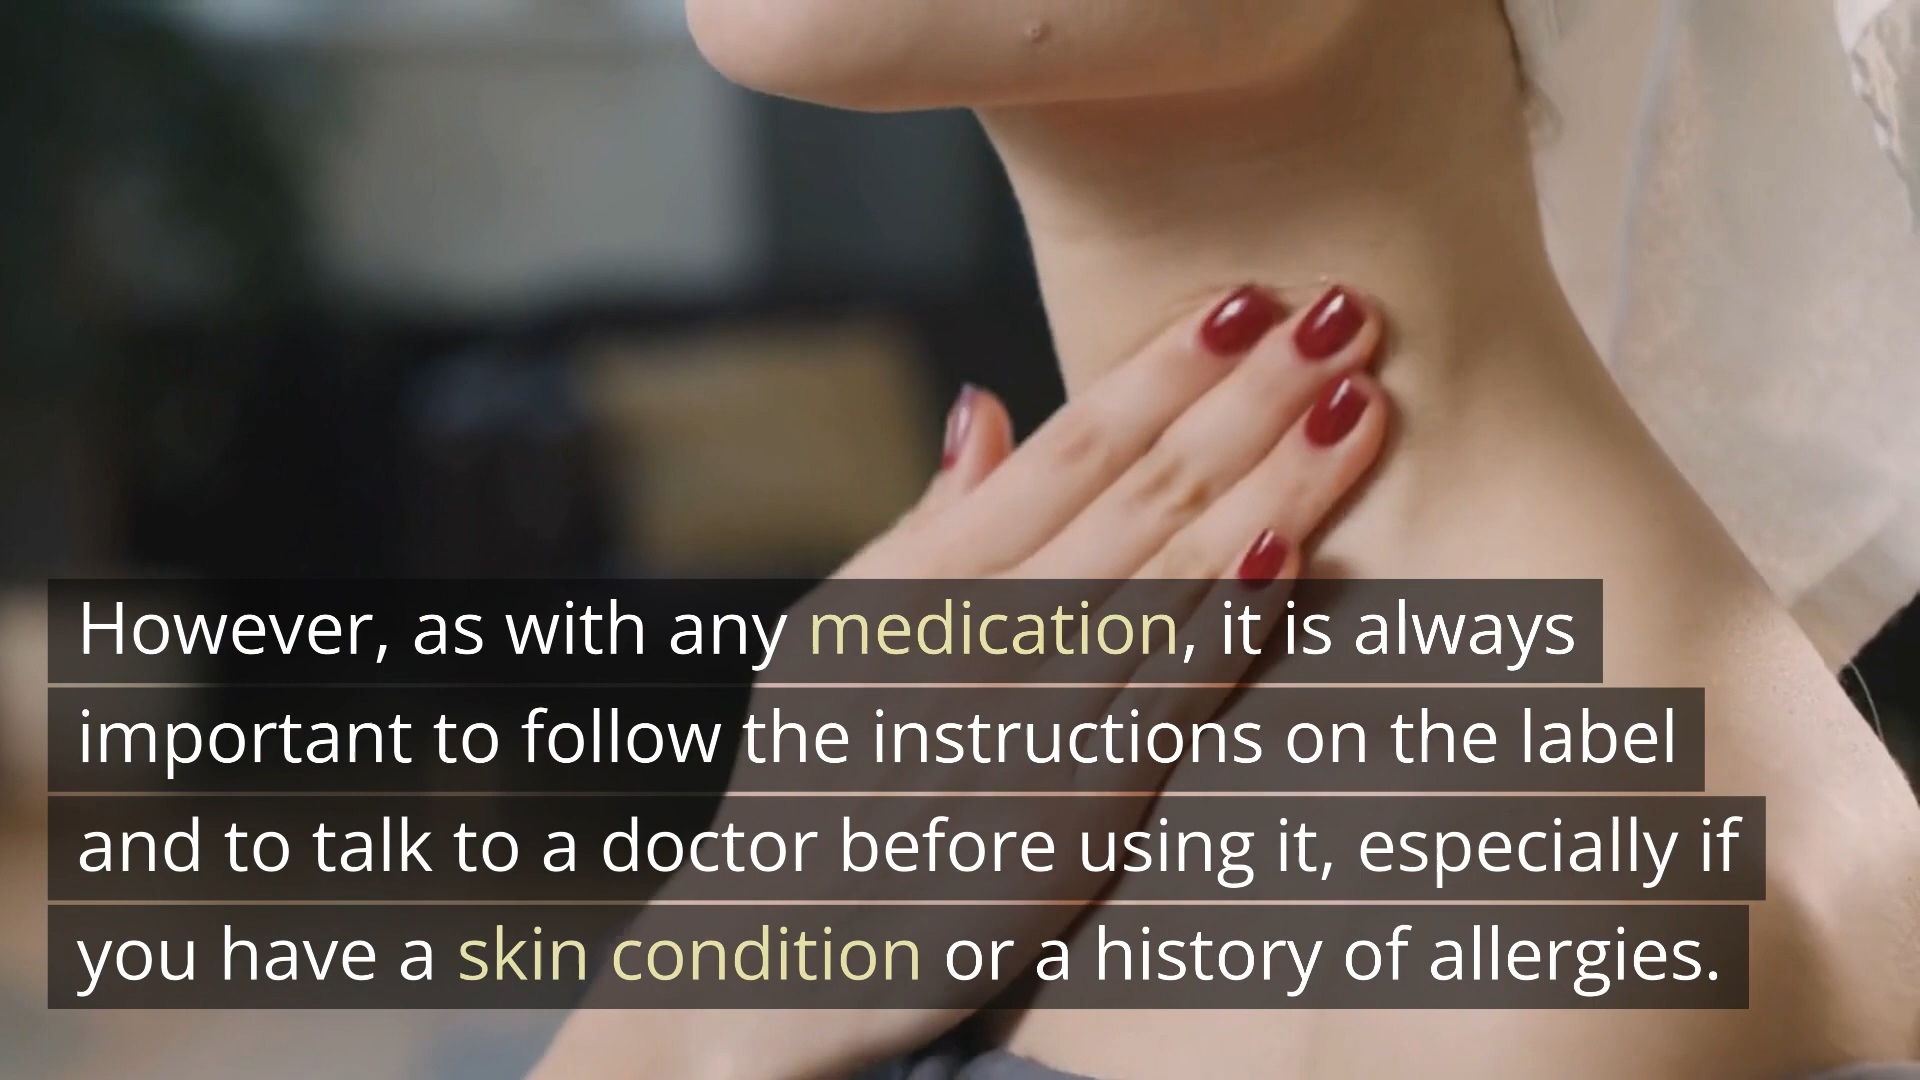 However, as with any medication, it is always
important to follow the instructions on the label
and to talk to a doctor before using it, especially if
you have a skin condition or a history of allergies.